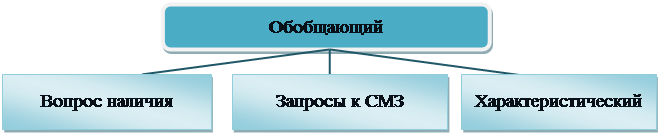 Обобщающий
Вопрос наличия
Запросы к СМЗ
Характеристический